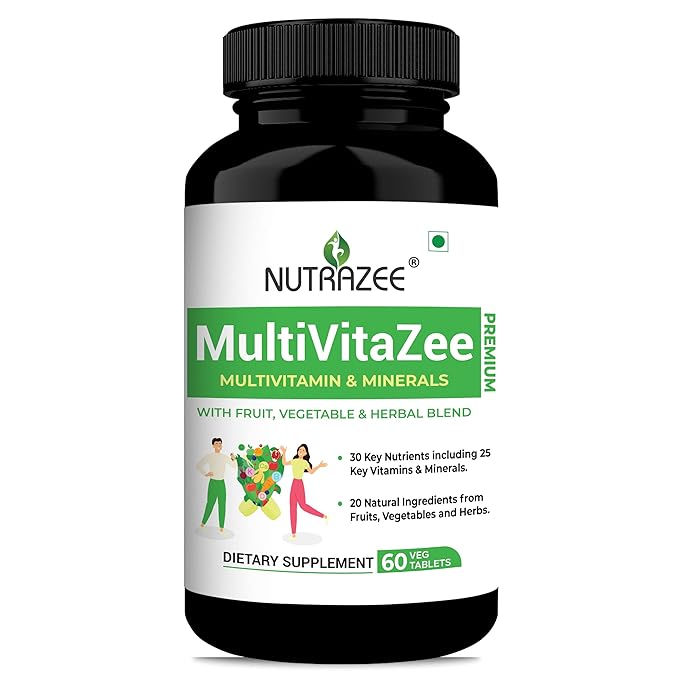 NUTRAZEE®
MultiVitaZee
PREMIUM
MULTIVITAMIN & MINERALS
WITH FRUIT, VEGETABLE & HERBAL BLEND
• 30 Key Nutrients including 25
Key Vitamins & Minerals.
• 20 Natural Ingredients from
Fruits, Vegetables and Herbs.
DIETARY SUPPLEMENT 60 VEG
TABLETS